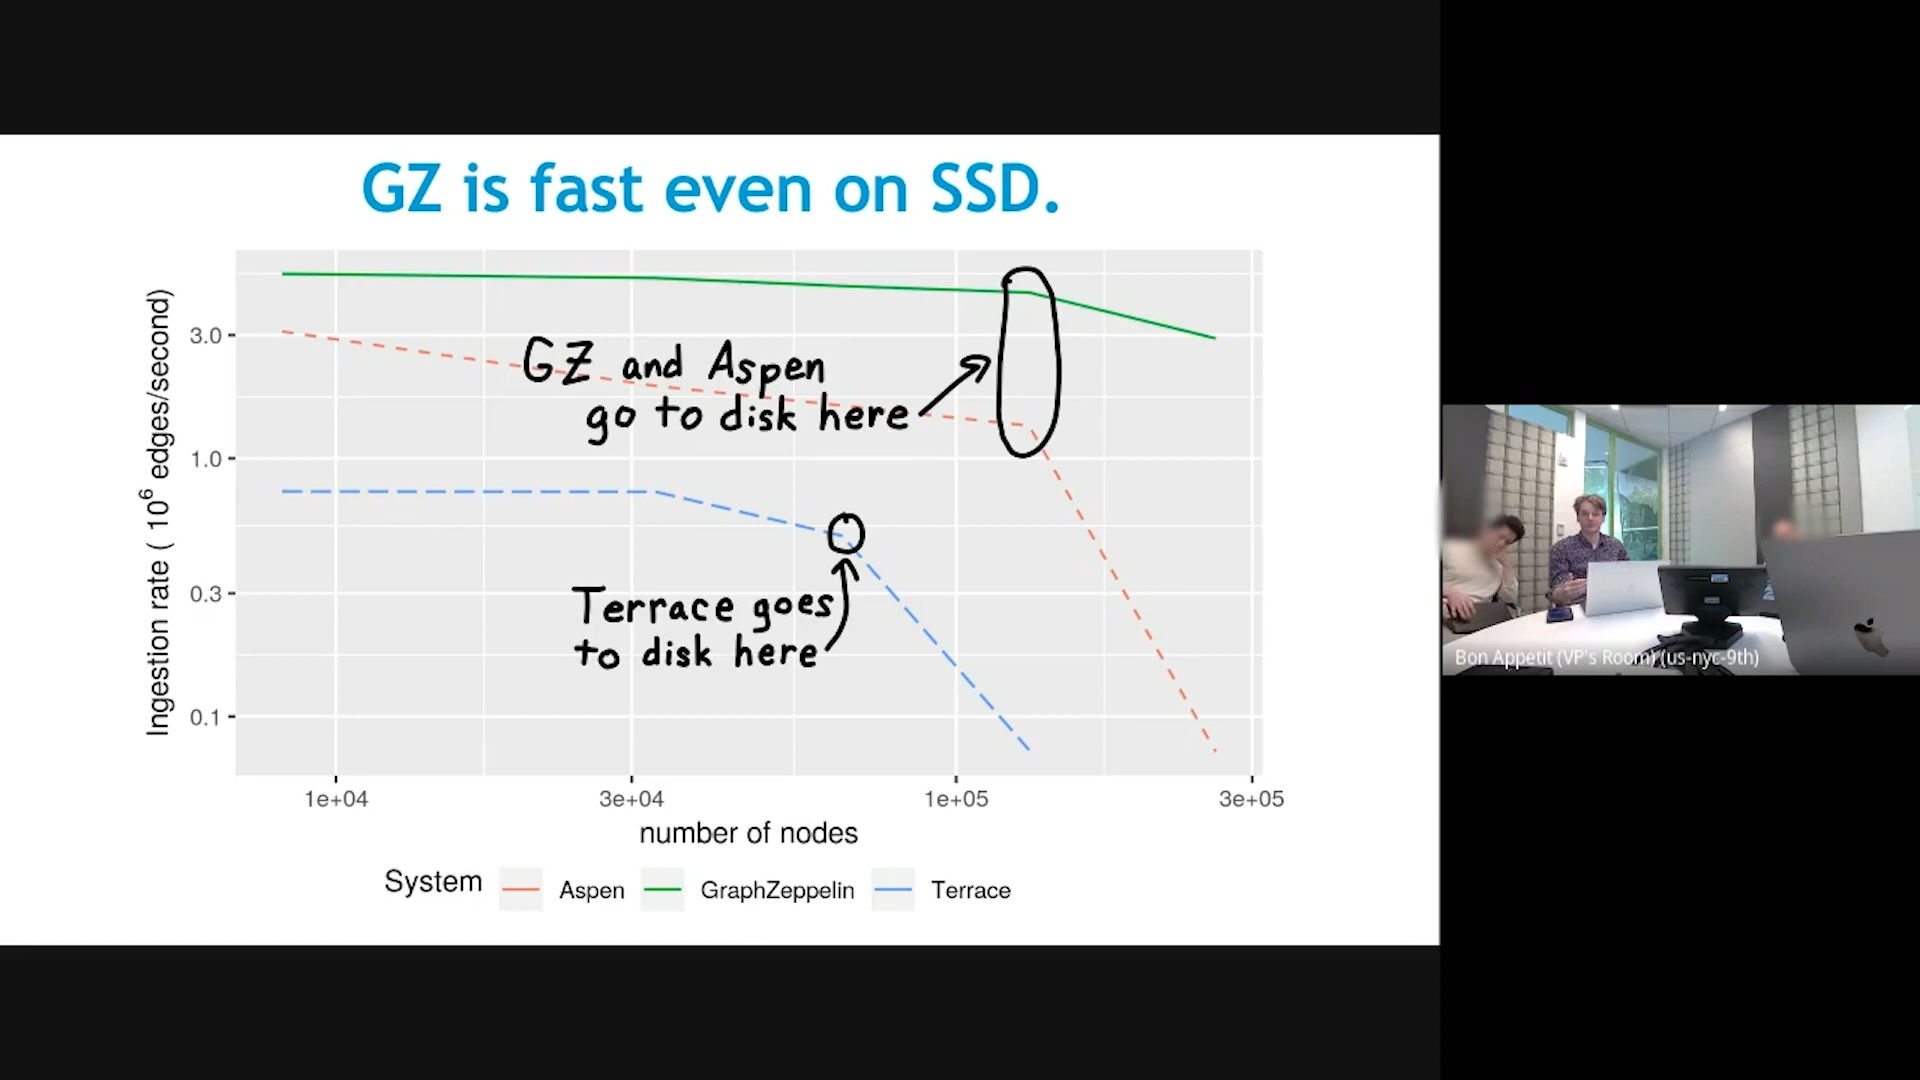 GZ is fast even on SSD.
Ingestion rate ( 10⁶ edges/second)
3.0
1.0
0.3
0.1
GZ and Aspen
go to disk here
Terrace goes
to disk here
1e+04 3e+04 1e+05 3e+05
number of nodes
System Aspen GraphZeppelin Terrace
Bon Appetit (VP's Room) (us-nyc-9th)